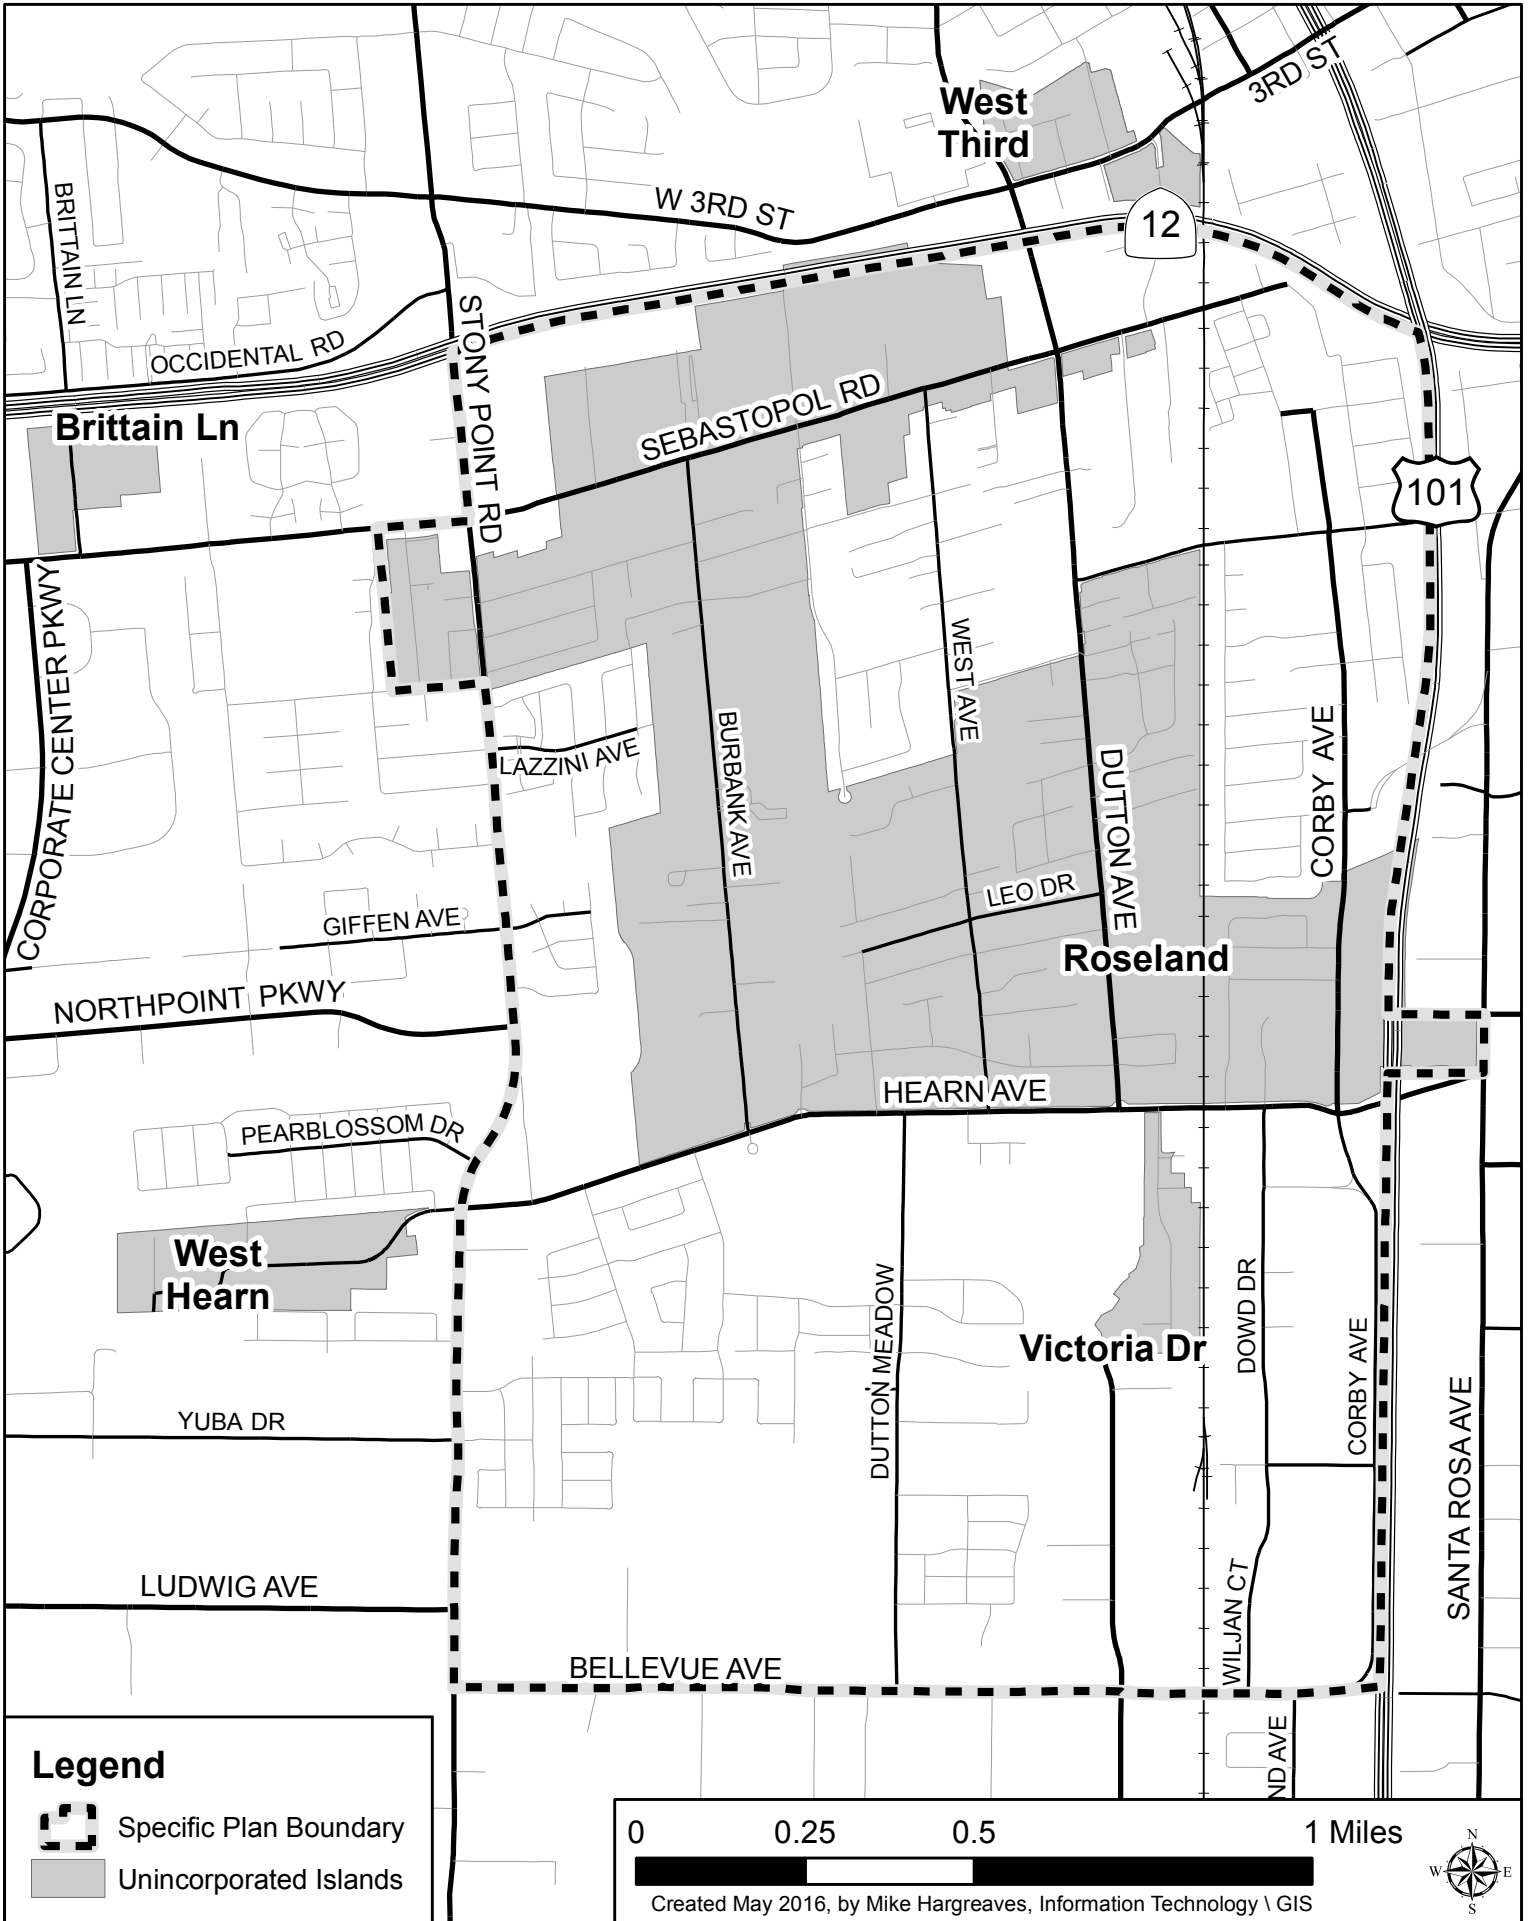 West
Third
3RD ST
BRITTAIN LN
W 3RD ST
12
OCCIDENTAL RD
STONY POINT RD
SEBASTOPOL RD
Brittain Ln
101
CORPORATE CENTER PKWY
WEST AVE
LAZZINI AVE
BURBANK AVE
DUTTON AVE
CORBY AVE
LEO DR
GIFFEN AVE
Roseland
NORTHPOINT PKWY
HEARN AVE
PEARBLOSSOM DR
West
Hearn
DUTTON MEADOW
DOWD DR
Victoria Dr
CORBY AVE
YUBA DR
SANTA ROSA AVE
LUDWIG AVE
WILJAN CT
BELLEVUE AVE
ND AVE
Legend
Specific Plan Boundary
Unincorporated Islands
0 0.25 0.5 1 Miles
Created May 2016, by Mike Hargreaves, Information Technology \ GIS
N
W E
S